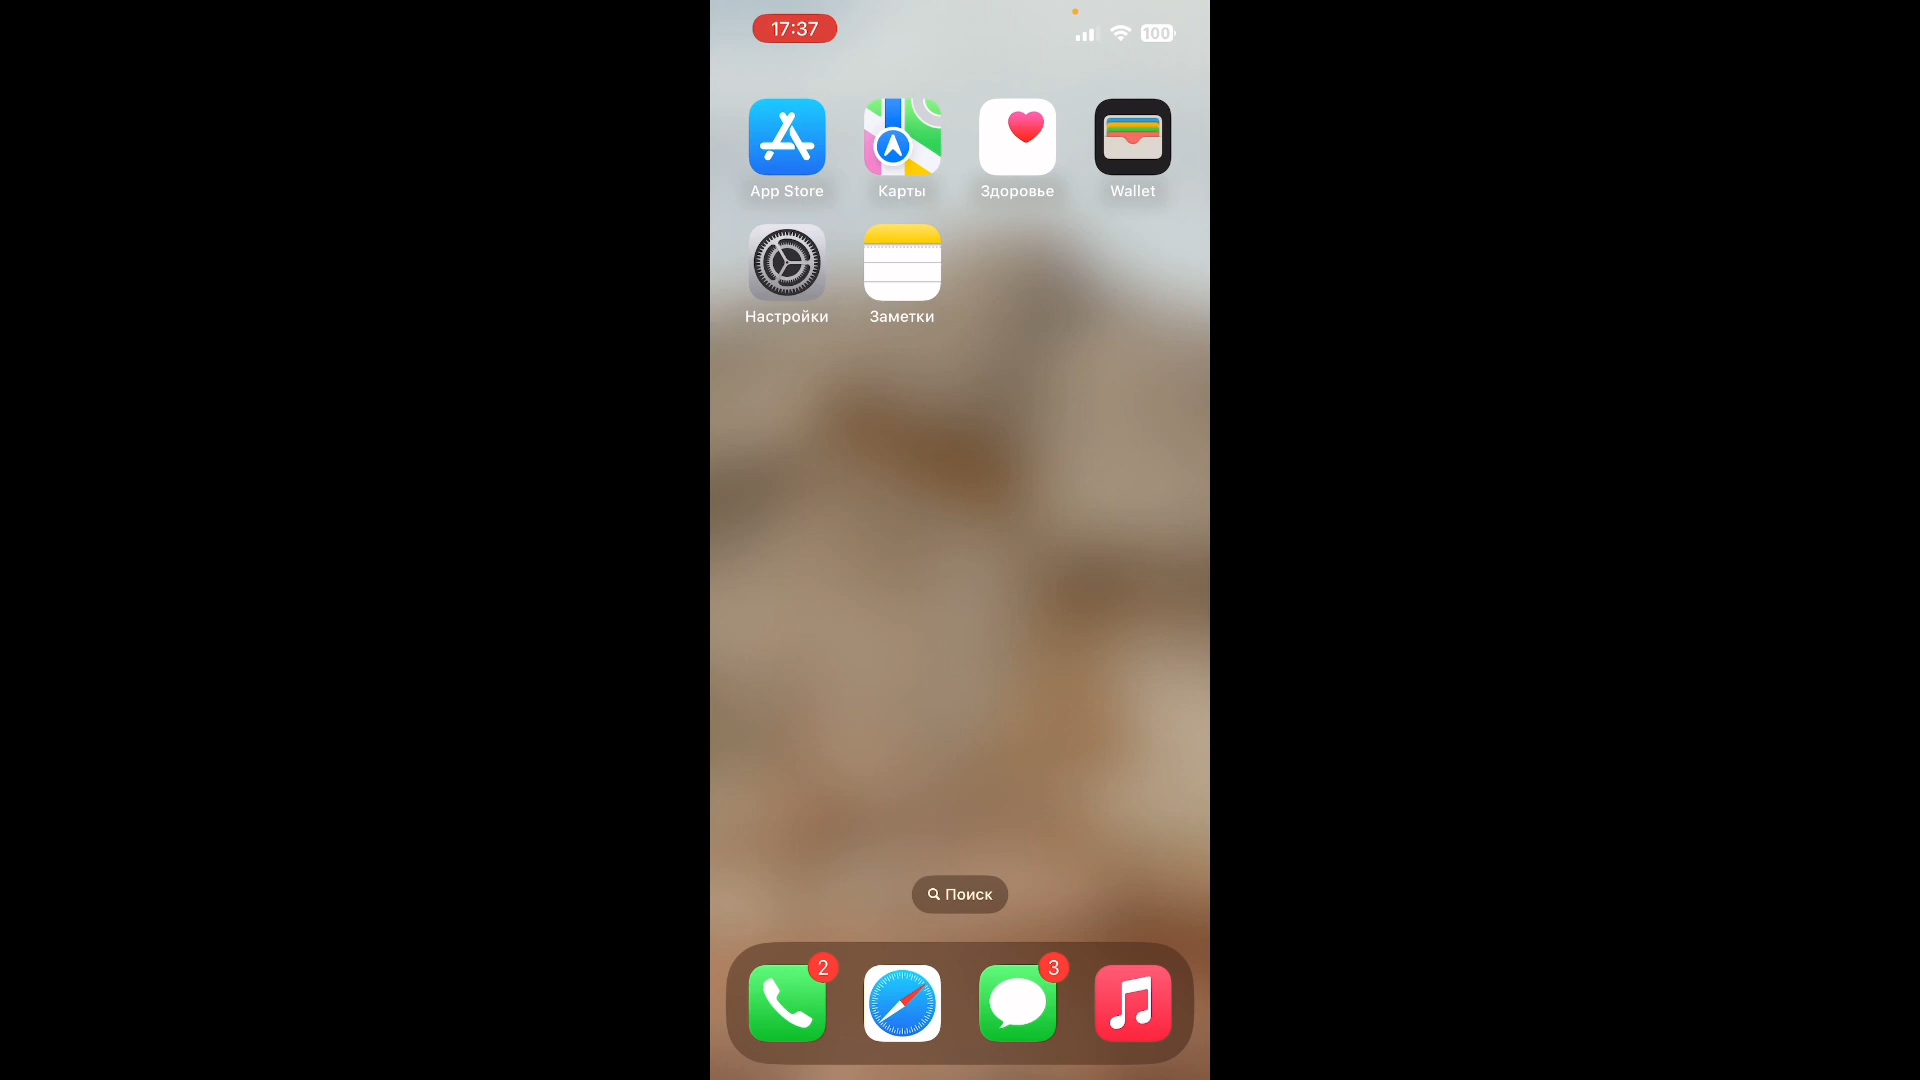 17:37
100
App Store
Карты
Здоровье
Wallet
Настройки
Заметки
Поиск
2
3